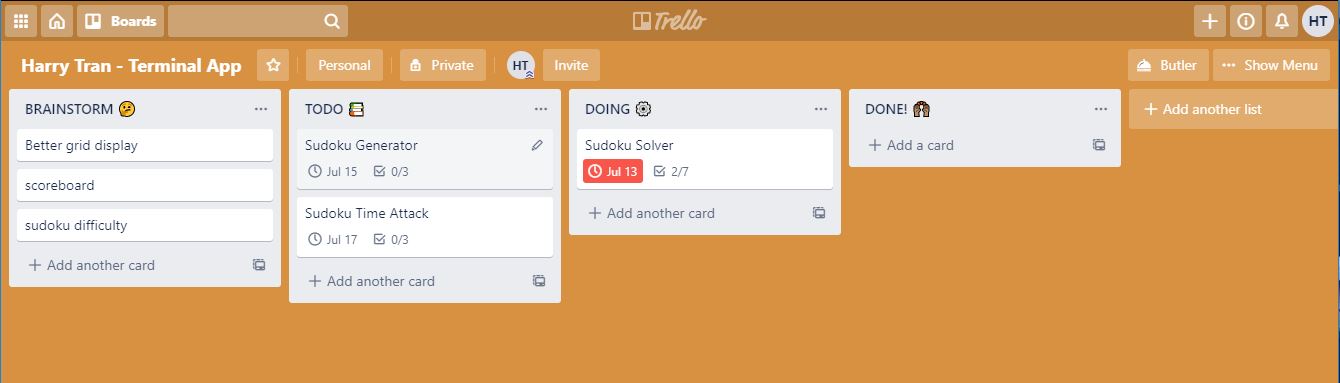 Boards
Trello
HT
Harry Tran - Terminal App
Personal
Private
HT
Invite
Butler
Show Menu
BRAINSTORM 🤔
Better grid display
scoreboard
sudoku difficulty
+ Add another card
TODO 📚
Sudoku Generator
Jul 15 0/3
Sudoku Time Attack
Jul 17 0/3
+ Add another card
DOING ⚙️
Sudoku Solver
Jul 13 2/7
+ Add another card
DONE! 🙌🏾
+ Add a card
+ Add another list